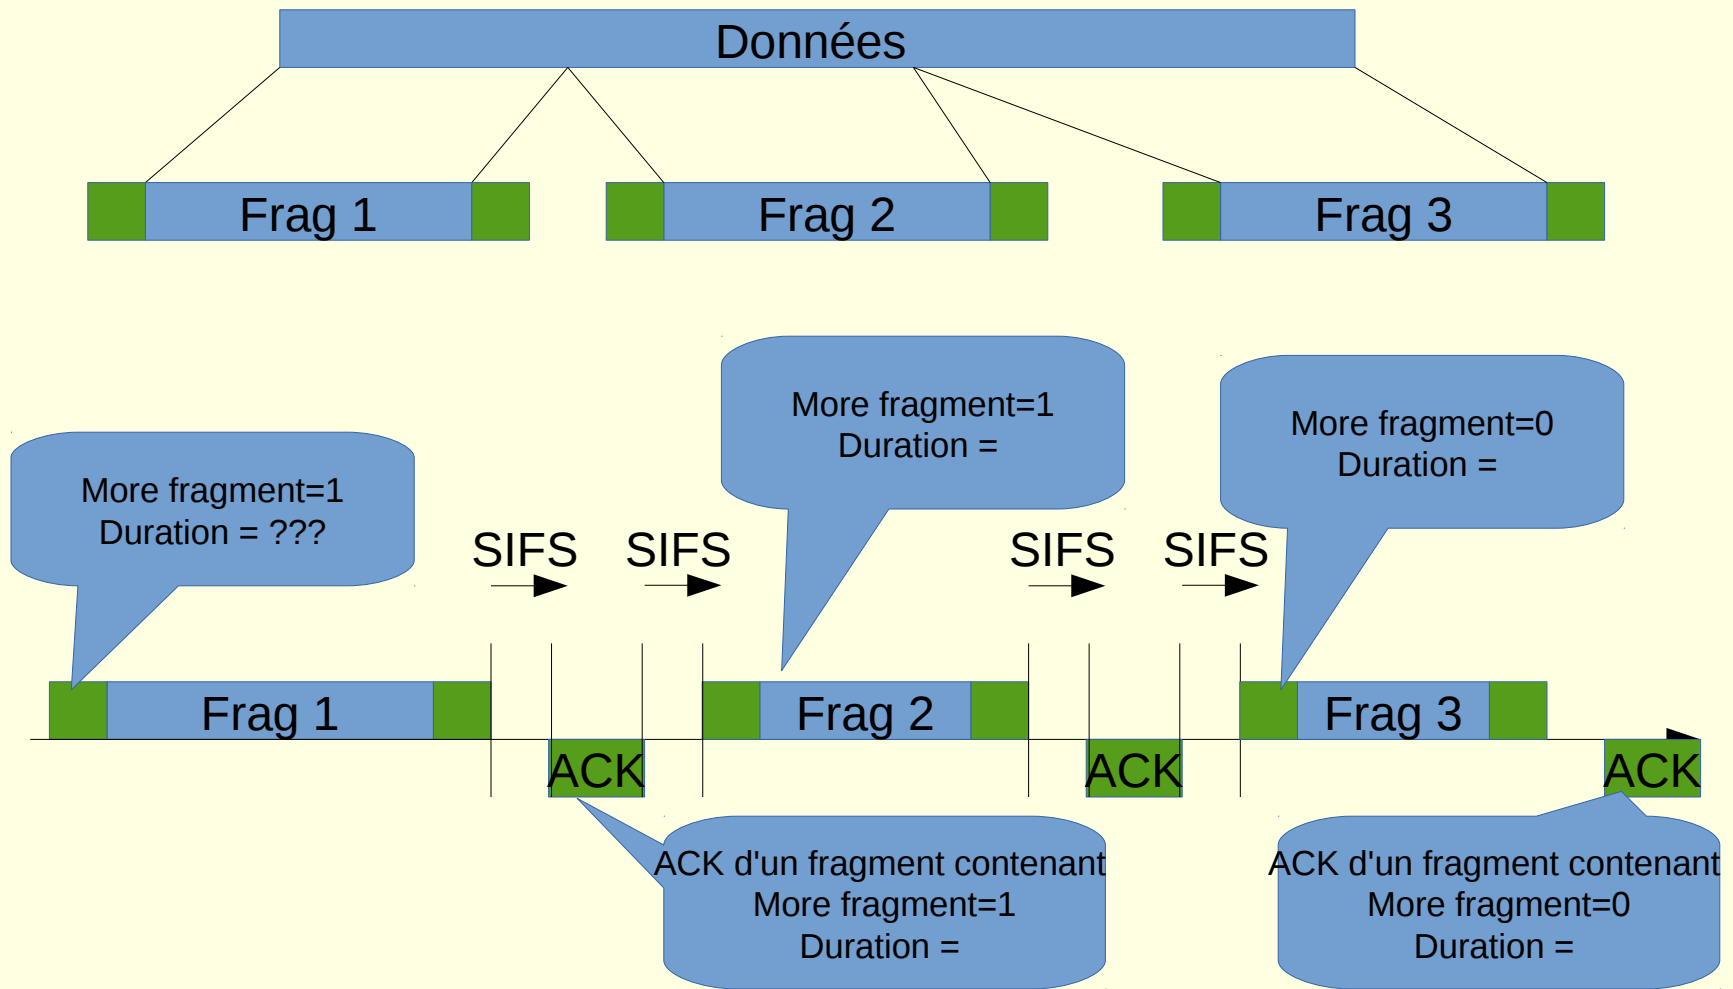 Données
Frag 1
Frag 2
Frag 3
More fragment=1
Duration = ???
More fragment=1
Duration =
More fragment=0
Duration =
SIFS
SIFS
SIFS
SIFS
Frag 1
Frag 2
Frag 3
ACK
ACK
ACK
ACK d'un fragment contenant
More fragment=1
Duration =
ACK d'un fragment contenant
More fragment=0
Duration =